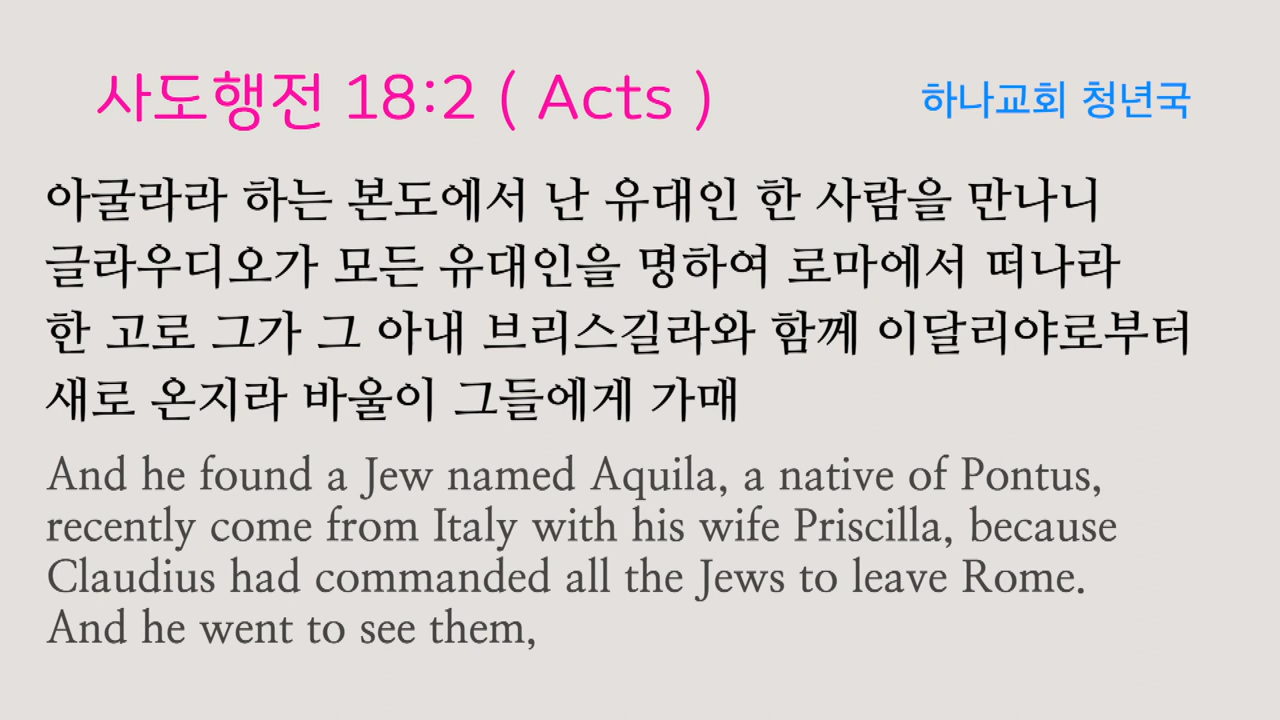 사도행전 18:2 ( Acts )
하나교회 청년국
아굴라라 하는 본도에서 난 유대인 한 사람을 만나니
글라우디오가 모든 유대인을 명하여 로마에서 떠나라
한 고로 그가 그 아내 브리스길라와 함께 이달리야로부터
새로 온지라 바울이 그들에게 가매
And he found a Jew named Aquila, a native of Pontus,
recently come from Italy with his wife Priscilla, because
Claudius had commanded all the Jews to leave Rome.
And he went to see them,